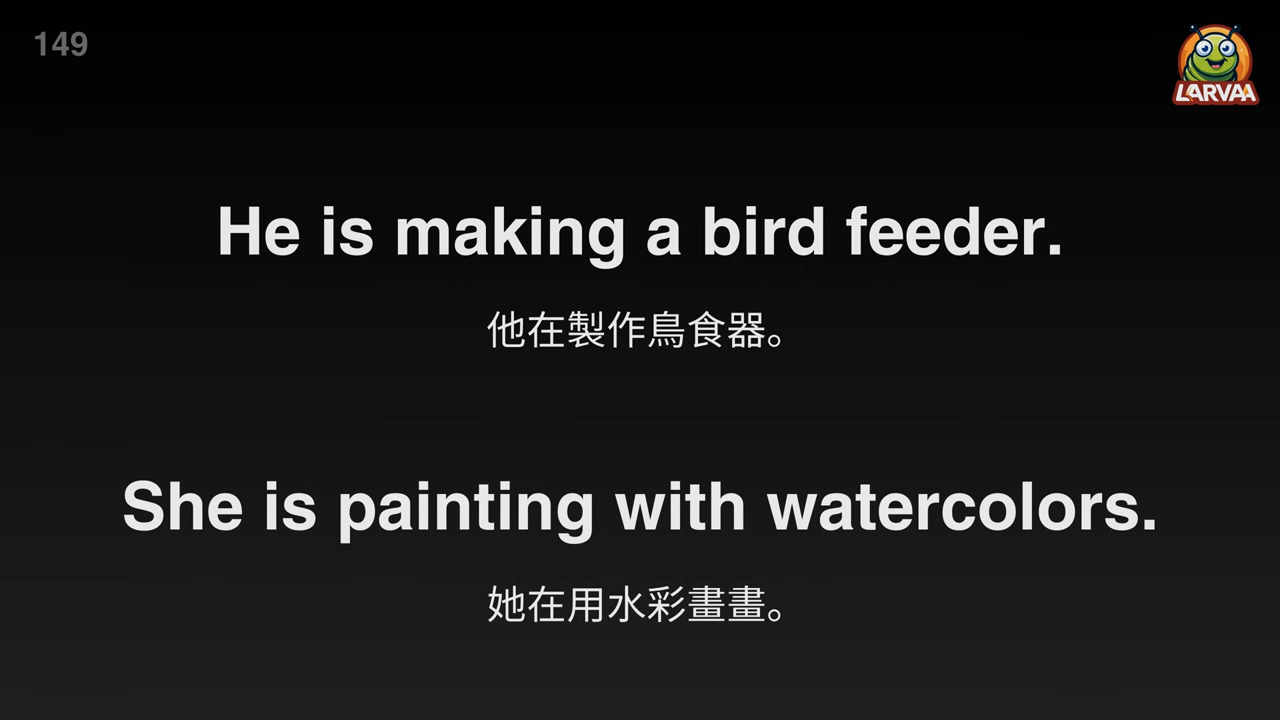 149
LARVAA
He is making a bird feeder.
他在製作鳥食器。
She is painting with watercolors.
她在用水彩畫畫。